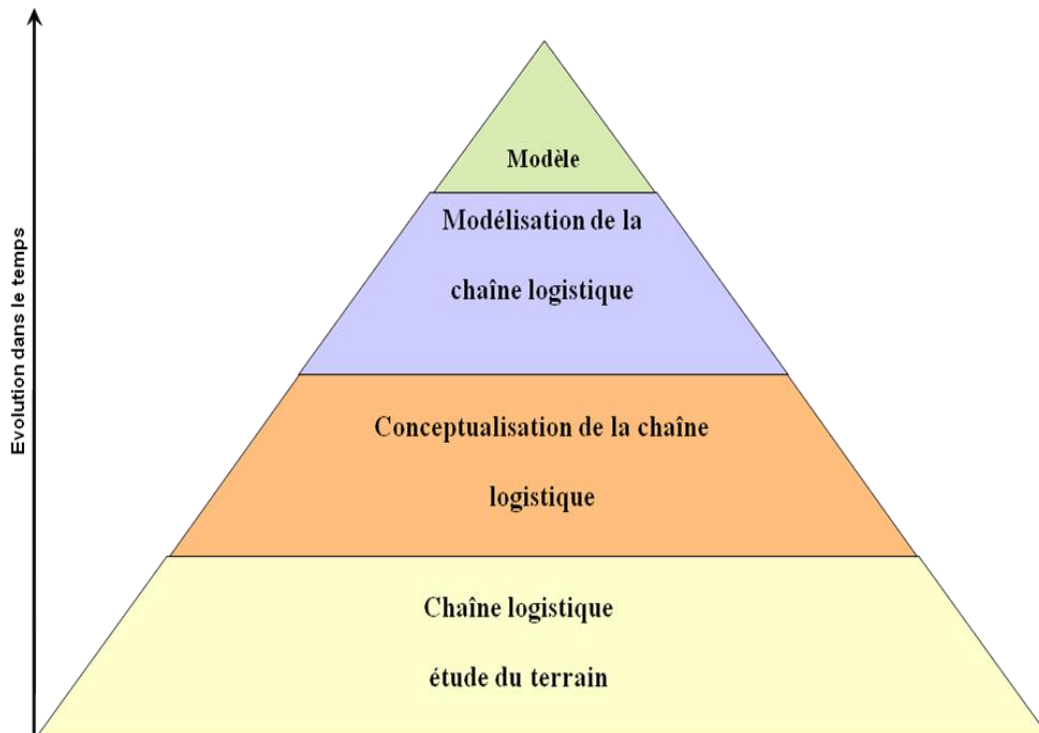 Evolution dans le temps
Modèle
Modélisation de la
chaîne logistique
Conceptualisation de la chaîne
logistique
Chaîne logistique
étude du terrain